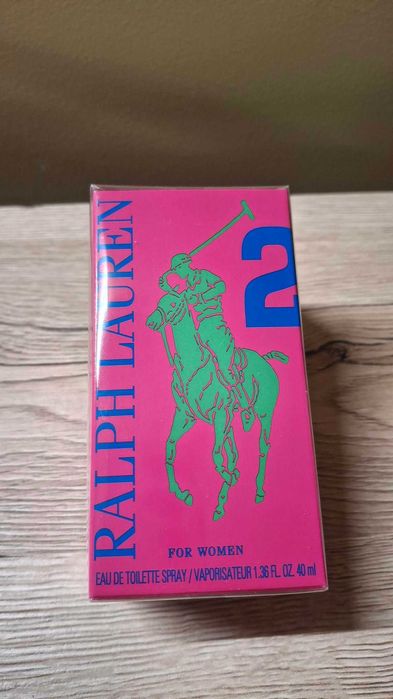 RALPH LAUREN
2
FOR WOMEN
EAU DE TOILETTE SPRAY / VAPORISATEUR 1.36 FL. OZ. 40 ml